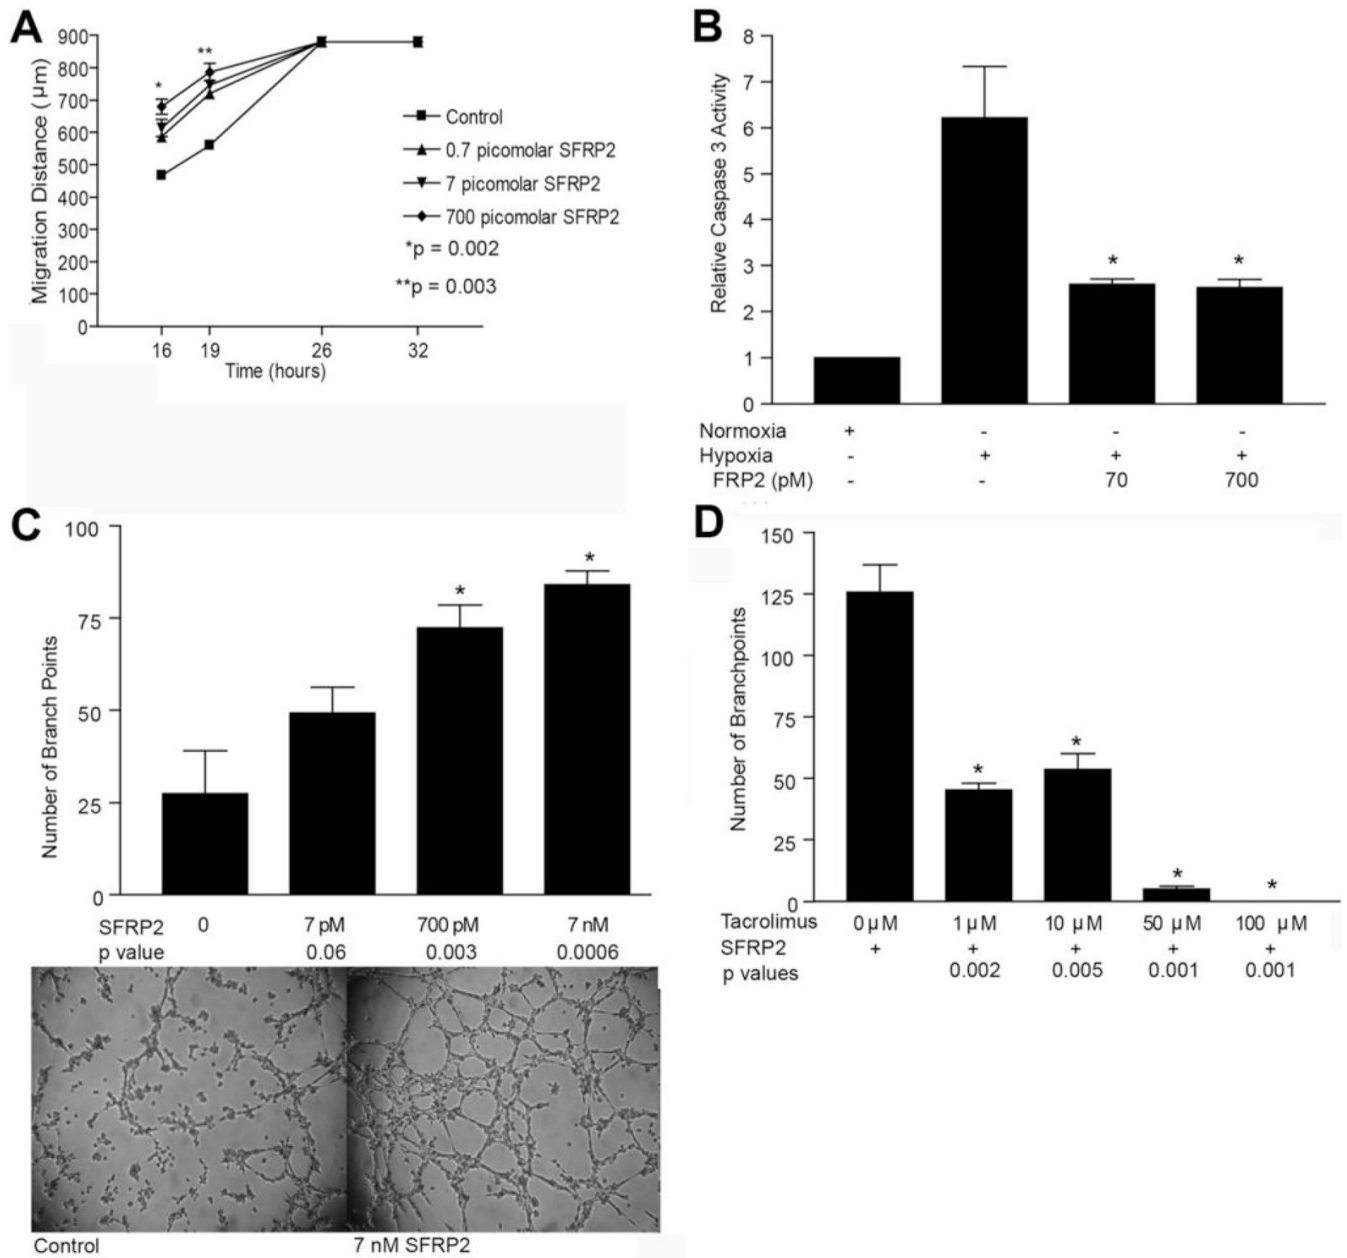 A
900
800
700
600
500
400
300
200
100
0
Migration Distance ( µm)
*
**
Control
0.7 picomolar SFRP2
7 picomolar SFRP2
700 picomolar SFRP2
*p = 0.002
**p = 0.003
16 19 26 32
Time (hours)
B
8
7
6
5
4
3
2
1
0
Relative Caspase 3 Activity
* *
Normoxia + - - -
Hypoxia - + + +
FRP2 (pM) - - 70 700
C
100
75
50
25
0
Number of Branch Points
* *
SFRP2 0 7 pM 700 pM 7 nM
p value 0.06 0.003 0.0006
Control 7 nM SFRP2
D
150
125
100
75
50
25
0
Number of Branchpoints
* * * *
Tacrolimus 0 µM 1 µM 10 µM 50 µM 100 µM
SFRP2 + + + + +
p values 0.002 0.005 0.001 0.001